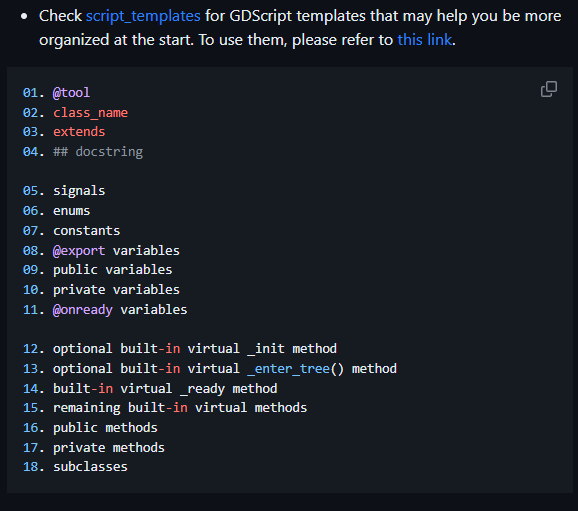 Check script_templates for GDScript templates that may help you be more
organized at the start. To use them, please refer to this link.
01. @tool
02. class_name
03. extends
04. ## docstring
05. signals
06. enums
07. constants
08. @export variables
09. public variables
10. private variables
11. @onready variables
12. optional built-in virtual _init method
13. optional built-in virtual _enter_tree() method
14. built-in virtual _ready method
15. remaining built-in virtual methods
16. public methods
17. private methods
18. subclasses